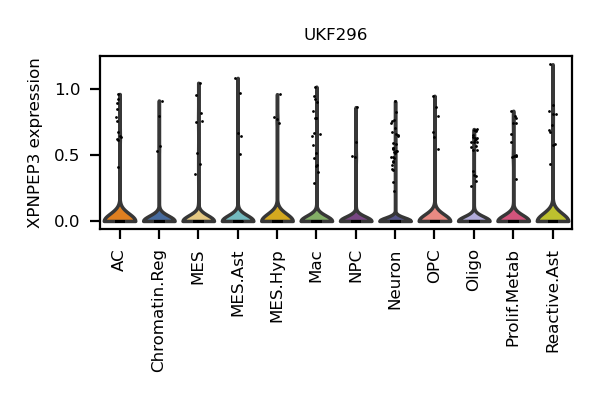 UKF296
XPNPEP3 expression
1.0
0.5
0.0
AC
Chromatin.Reg
MES
MES.Ast
MES.Hyp
Mac
NPC
Neuron
OPC
Oligo
Prolif.Metab
Reactive.Ast